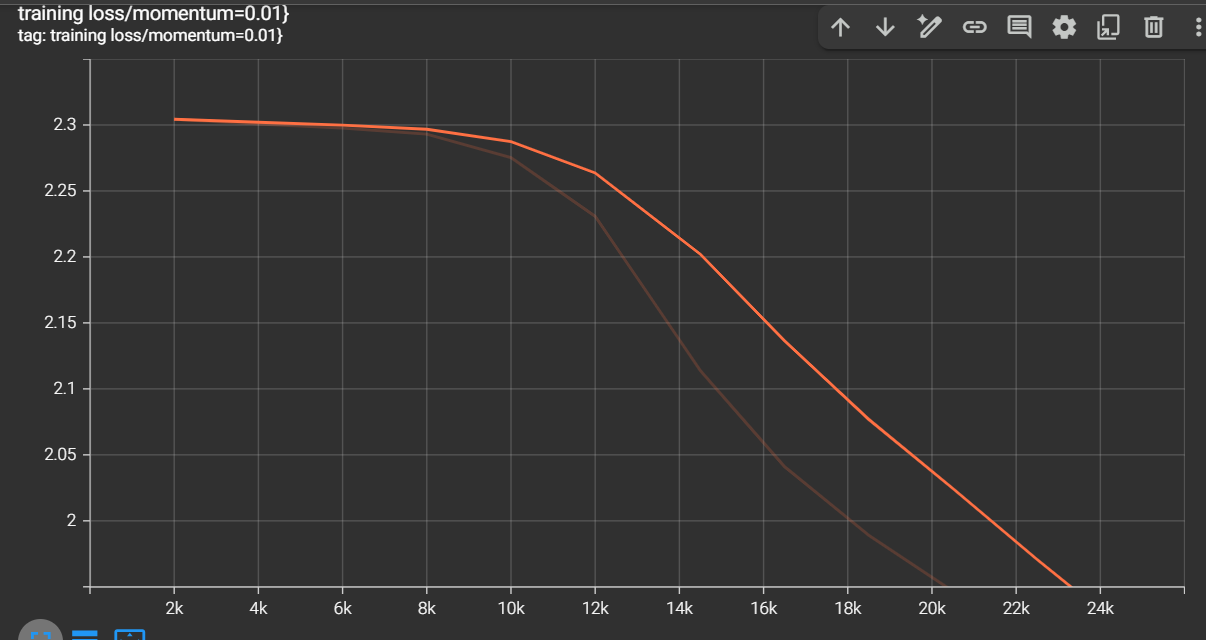 training loss/momentum=0.01}
tag: training loss/momentum=0.01}
2.3
2.25
2.2
2.15
2.1
2.05
2
2k 4k 6k 8k 10k 12k 14k 16k 18k 20k 22k 24k